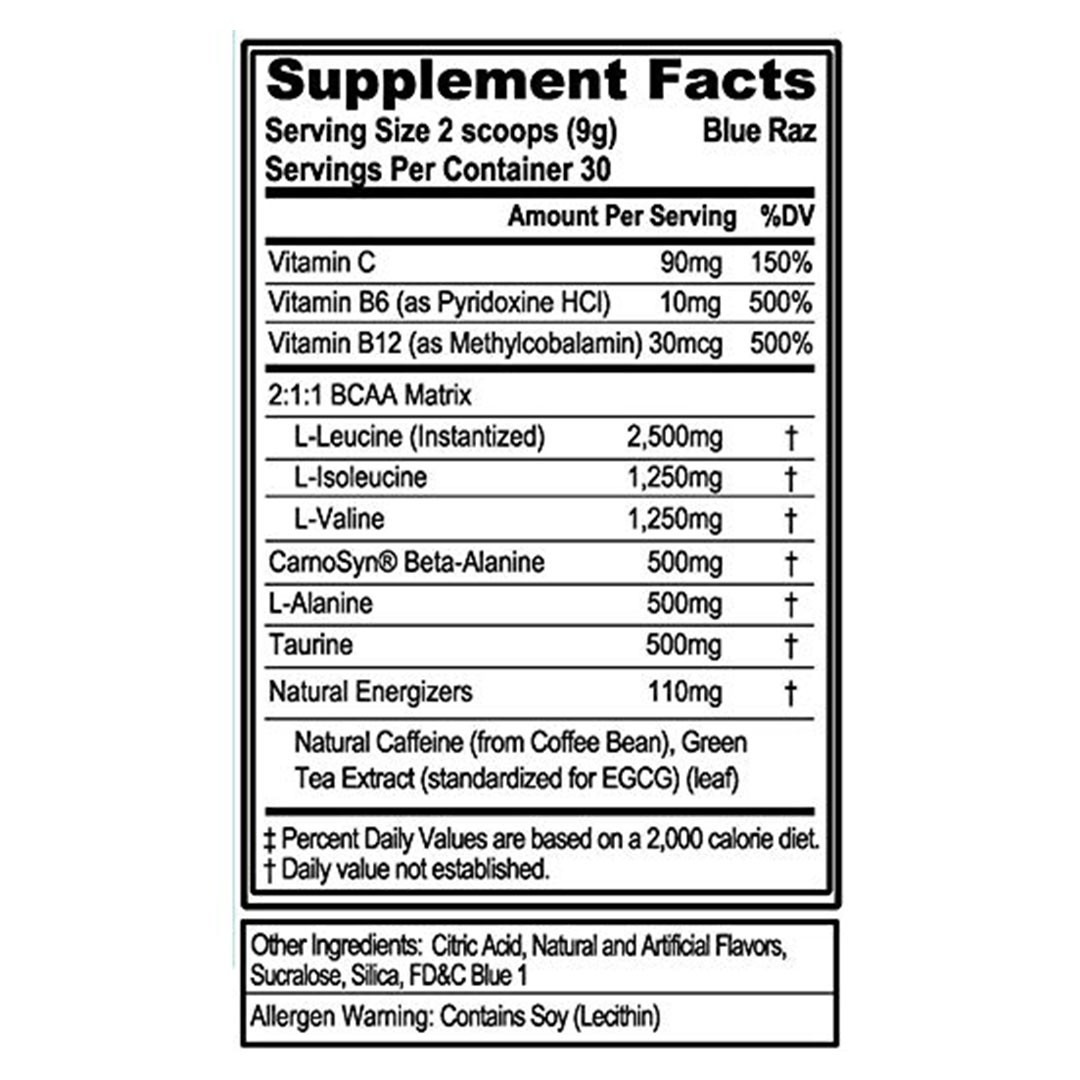 Supplement Facts
Serving Size 2 scoops (9g) Blue Raz
Servings Per Container 30
Amount Per Serving %DV
Vitamin C 90mg 150%
Vitamin B6 (as Pyridoxine HCl) 10mg 500%
Vitamin B12 (as Methylcobalamin) 30mcg 500%
2:1:1 BCAA Matrix
L-Leucine (Instantized) 2,500mg †
L-Isoleucine 1,250mg †
L-Valine 1,250mg †
CarnoSyn® Beta-Alanine 500mg †
L-Alanine 500mg †
Taurine 500mg †
Natural Energizers 110mg †
Natural Caffeine (from Coffee Bean), Green
Tea Extract (standardized for EGCG) (leaf)
‡ Percent Daily Values are based on a 2,000 calorie diet.
† Daily value not established.
Other Ingredients: Citric Acid, Natural and Artificial Flavors,
Sucralose, Silica, FD&C Blue 1
Allergen Warning: Contains Soy (Lecithin)